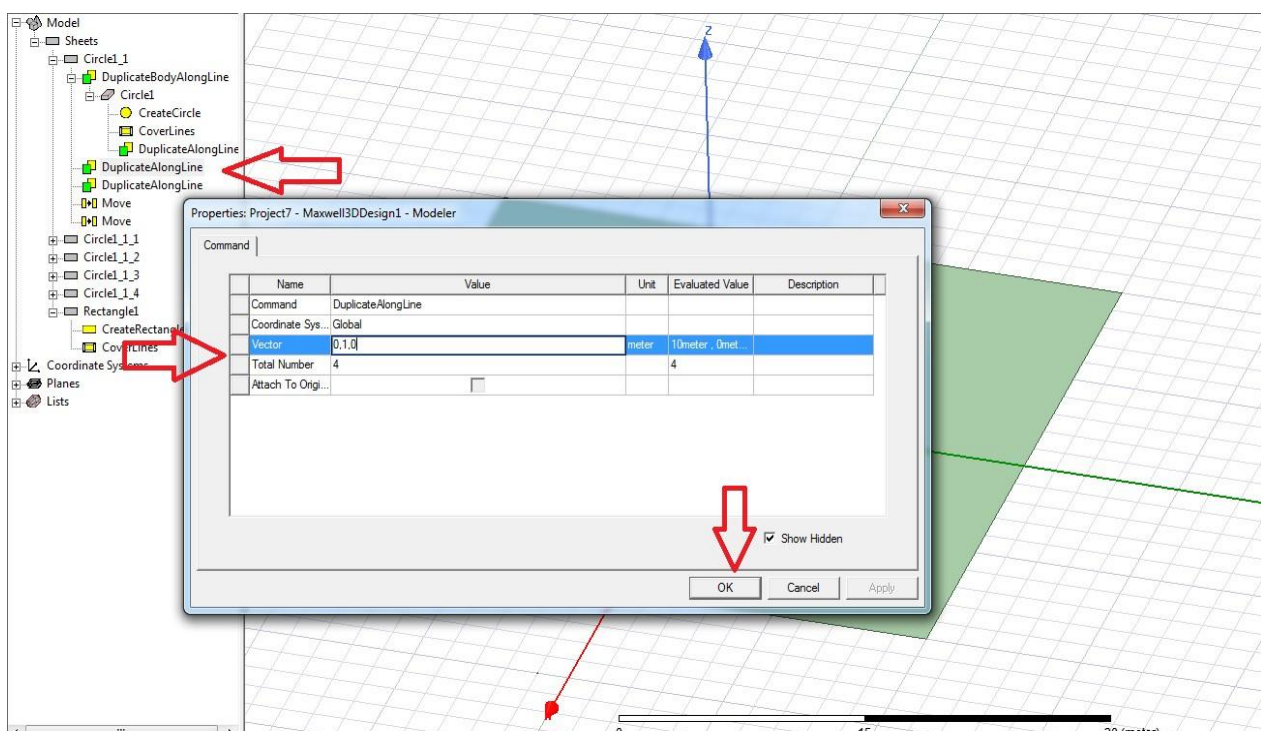 Model
Sheets
Circle1_1
DuplicateBodyAlongLine
Circle1
CreateCircle
CoverLines
DuplicateAlongLine
DuplicateAlongLine
DuplicateAlongLine
Move
Move
Circle1_1_1
Circle1_1_2
Circle1_1_3
Circle1_1_4
Rectangle1
CreateRectangle
CoverLines
Coordinate Systems
Planes
Lists
Z
Properties: Project7 - Maxwell3DDesign1 - Modeler
Command
Name Value Unit Evaluated Value Description
Command DuplicateAlongLine
Coordinate Sys... Global
Vector 0,1,0 meter 10meter , 0met...
Total Number 4 4
Attach To Origi...
Show Hidden
OK Cancel Apply
0 15 30 (meter)